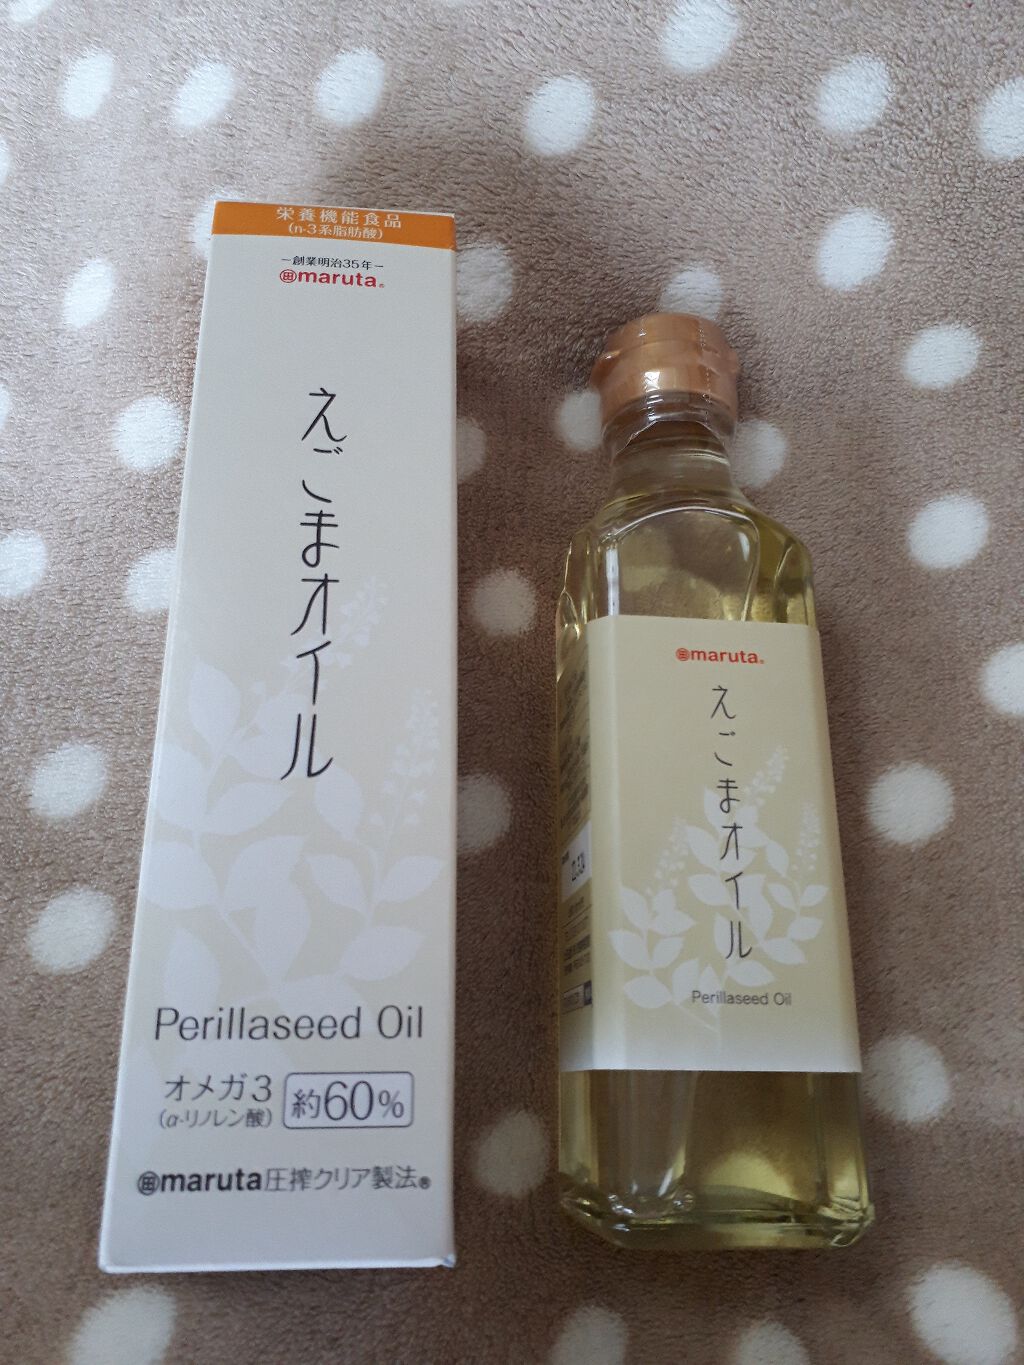 栄養機能食品
(n-3系脂肪酸)
－創業明治35年－
maruta®
えごまオイル
Perillaseed Oil
オメガ3
(α-リノレン酸)
約60%
maruta圧搾クリア製法®
maruta®
えごまオイル
Perillaseed Oil